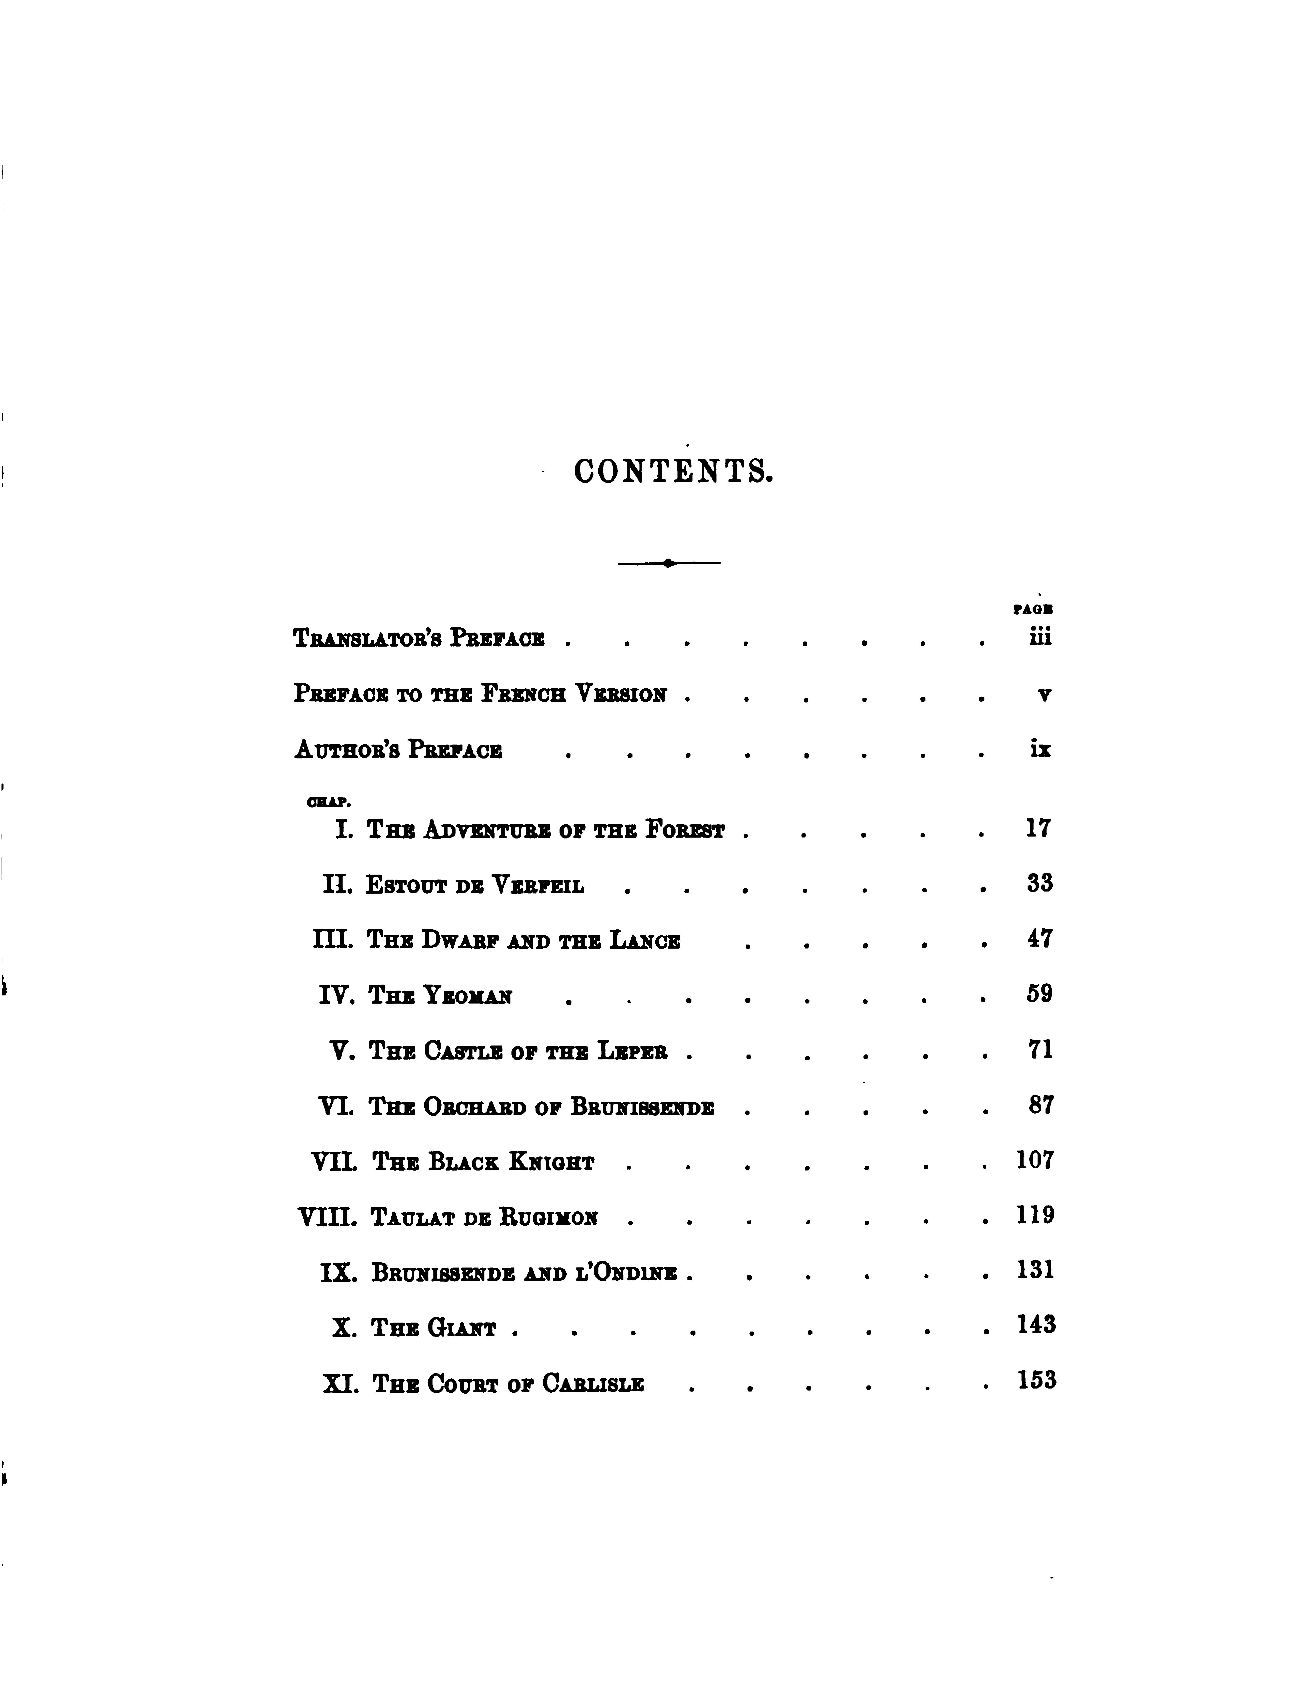 CONTENTS.
PAGE
Translator's Preface . . . . . . . . iii
Preface to the French Version . . . . . . v
Author's Preface . . . . . . . . ix
CHAP.
I. The Adventure of the Forest . . . . . 17
II. Estout de Verfeil . . . . . . . 33
III. The Dwarf and the Lance . . . . . 47
IV. The Yeoman . . . . . . . . 59
V. The Castle of the Leper . . . . . . 71
VI. The Orchard of Brunissende . . . . . 87
VII. The Black Knight . . . . . . . 107
VIII. Taulat de Rugimon . . . . . . . 119
IX. Brunissende and l'Ondine . . . . . . 131
X. The Giant . . . . . . . . . 143
XI. The Court of Carlisle . . . . . . 153